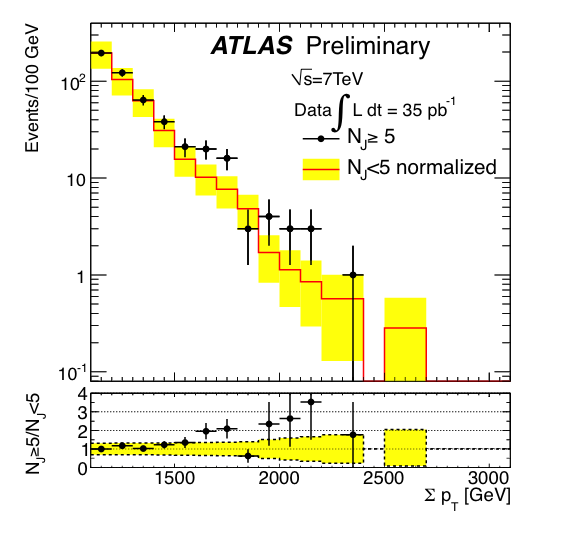 ATLAS Preliminary
√s=7TeV
Data ∫ L dt = 35 pb⁻¹
N_J≥ 5
N_J<5 normalized
Events/100 GeV
10²
10
1
10⁻¹
N_J≥5/N_J<5
4
3
2
1
0
1500 2000 2500 3000
Σ p_T [GeV]